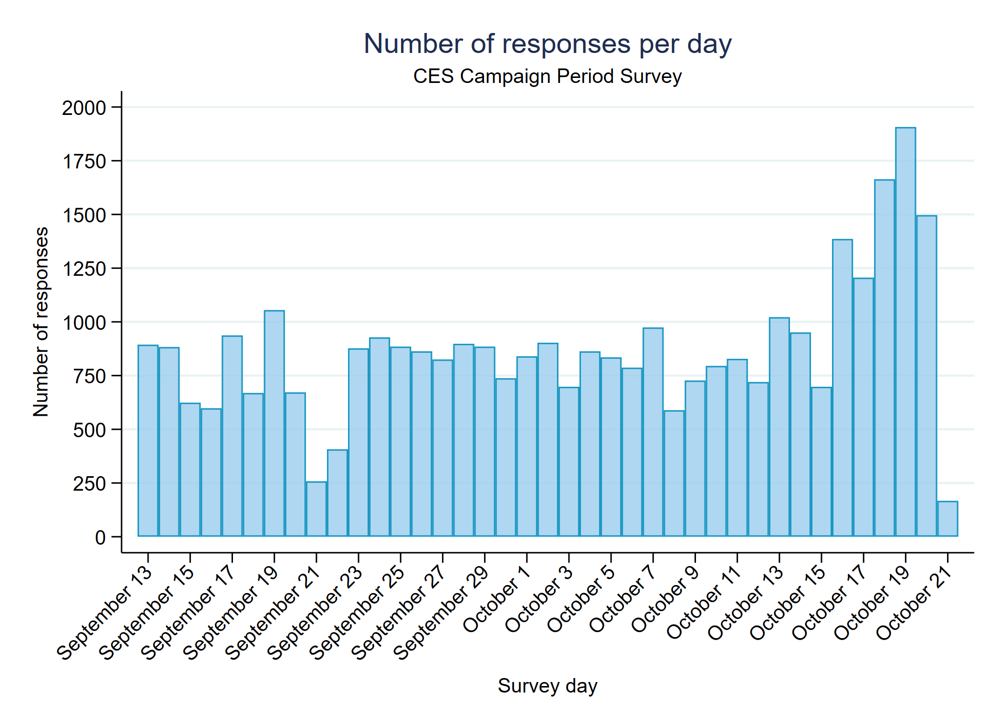 Number of responses per day
CES Campaign Period Survey
Number of responses
2000
1750
1500
1250
1000
750
500
250
0
September 13
September 15
September 17
September 19
September 21
September 23
September 25
September 27
September 29
October 1
October 3
October 5
October 7
October 9
October 11
October 13
October 15
October 17
October 19
October 21
Survey day